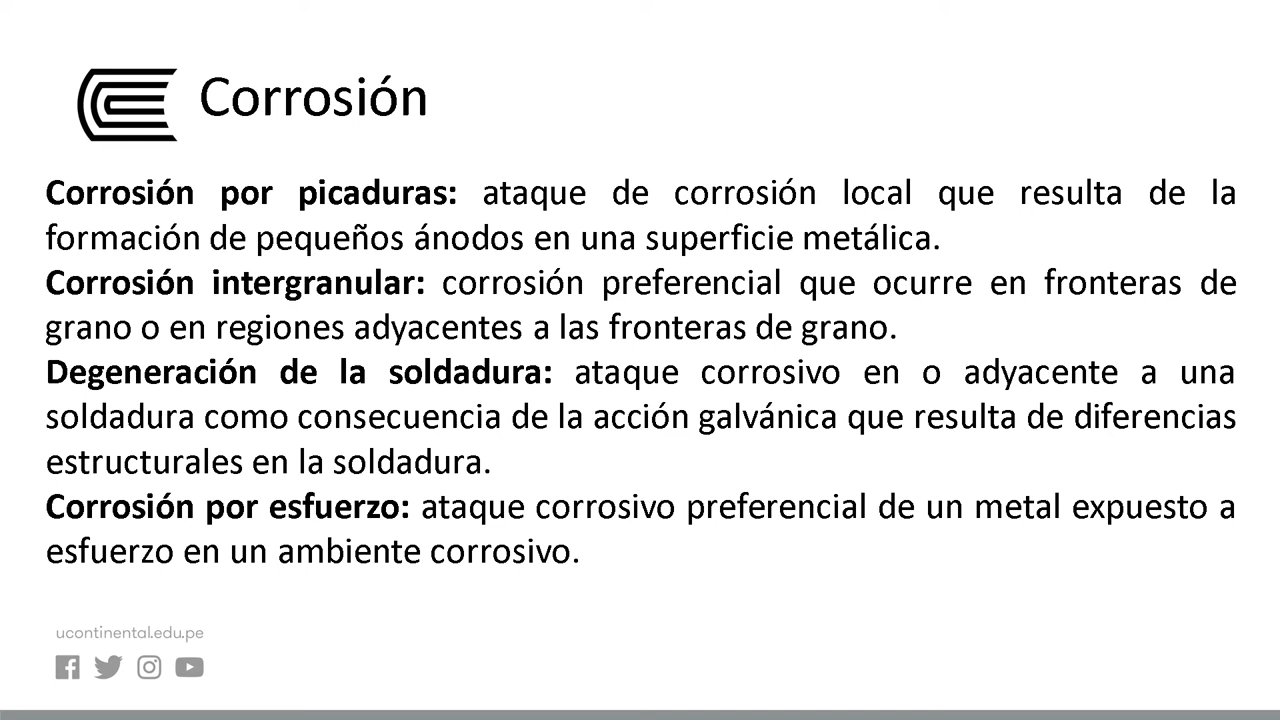 Corrosión
Corrosión por picaduras: ataque de corrosión local que resulta de la
formación de pequeños ánodos en una superficie metálica.
Corrosión intergranular: corrosión preferencial que ocurre en fronteras de
grano o en regiones adyacentes a las fronteras de grano.
Degeneración de la soldadura: ataque corrosivo en o adyacente a una
soldadura como consecuencia de la acción galvánica que resulta de diferencias
estructurales en la soldadura.
Corrosión por esfuerzo: ataque corrosivo preferencial de un metal expuesto a
esfuerzo en un ambiente corrosivo.
ucontinental.edu.pe